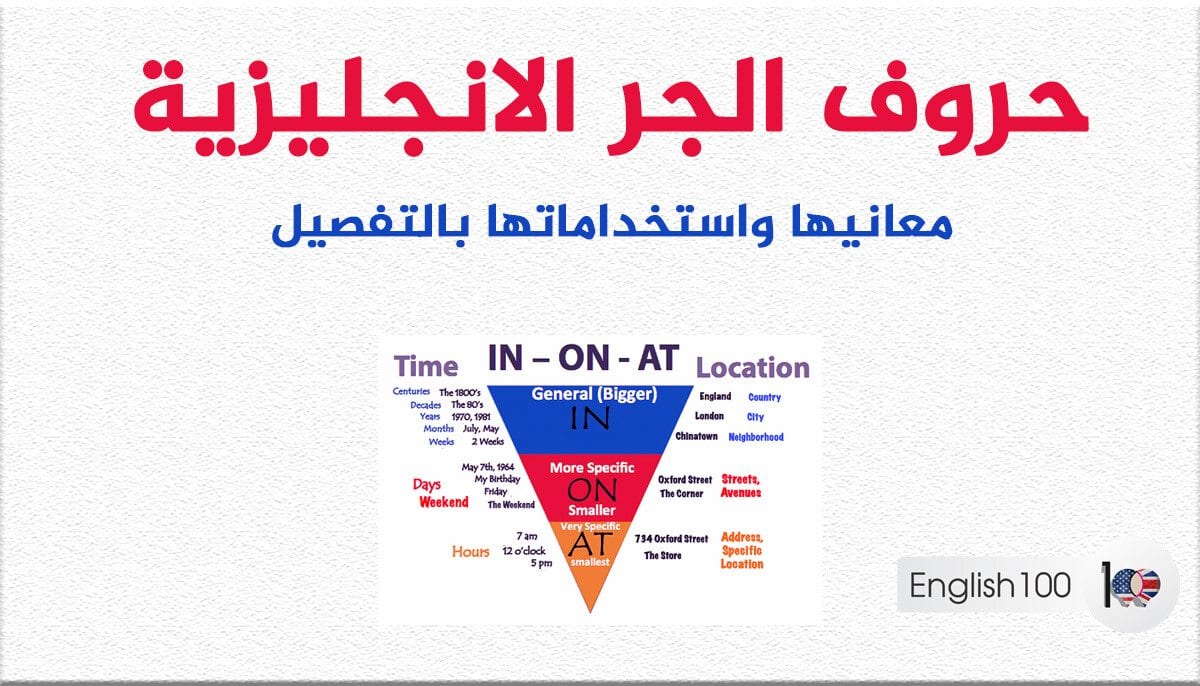 حروف الجر الانجليزية
معانيها واستخداماتها بالتفصيل
IN – ON - AT
Time
Location
General (Bigger)
IN
Centuries The 1800's
Decades The 80's
Years 1970, 1981
Months July, May
Weeks 2 Weeks
England Country
London City
Chinatown Neighborhood
More Specific
ON
Smaller
Days
Weekend
May 7th, 1964
My Birthday
Friday
The Weekend
Oxford Street
The Corner
Streets,
Avenues
Very Specific
AT
smallest
Hours
7 am
12 o'clock
5 pm
734 Oxford Street
The Store
Address,
Specific
Location
English100
100